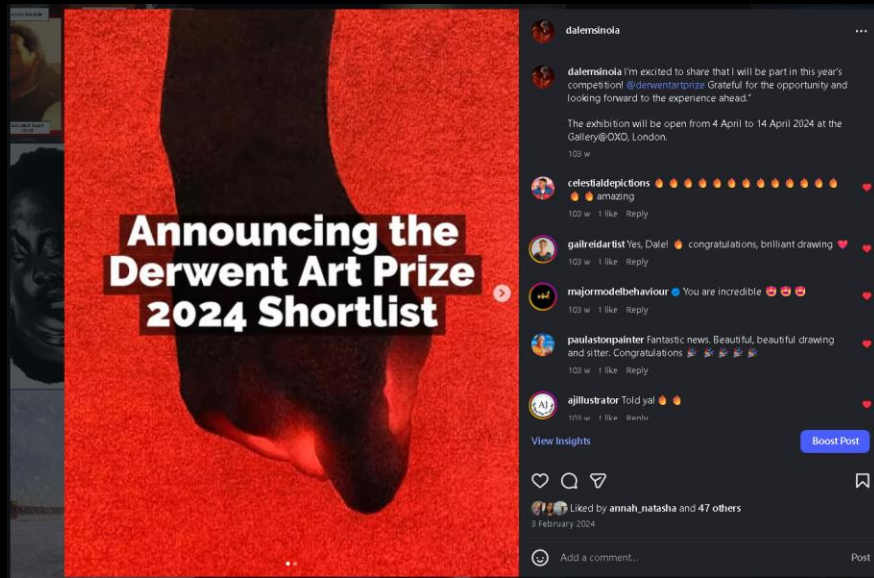 Announcing the
Derwent Art Prize
2024 Shortlist
dalemsinoia
dalemsinoia I'm excited to share that I will be part in this year's
competition! @derwentartprize Grateful for the opportunity and
looking forward to the experience ahead."
The exhibition will be open from 4 April to 14 April 2024 at the
Gallery@OXO, London.
103 w
celestialdepictions 🔥 🔥 🔥 🔥 🔥 🔥 🔥 🔥 🔥 🔥 🔥 🔥 🔥
🔥 🔥 amazing
103 w 1 like Reply
gailreidartist Yes, Dale! 🔥 congratulations, brilliant drawing ❤️
103 w 1 like Reply
majormodelbehaviour You are incredible
103 w 1 like Reply
paulastonpainter Fantastic news. Beautiful, beautiful drawing
and sitter. Congratulations 🎉 🎉 🎉 🎉 🎉
103 w 1 like Reply
AJ
ajillustrator Told ya! 🔥 🔥
103 w 1 like Reply
View Insights
Boost Post
Liked by annah_natasha and 47 others
3 February 2024
Add a comment...
Post